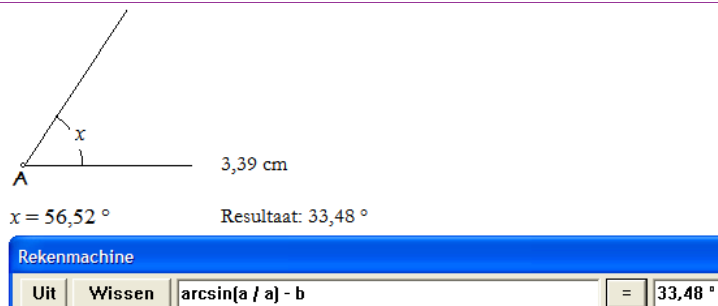 x
3,39 cm
A
x = 56,52 ° Resultaat: 33,48 °
Rekenmachine
Uit Wissen arcsin(a / a) - b = 33,48 °